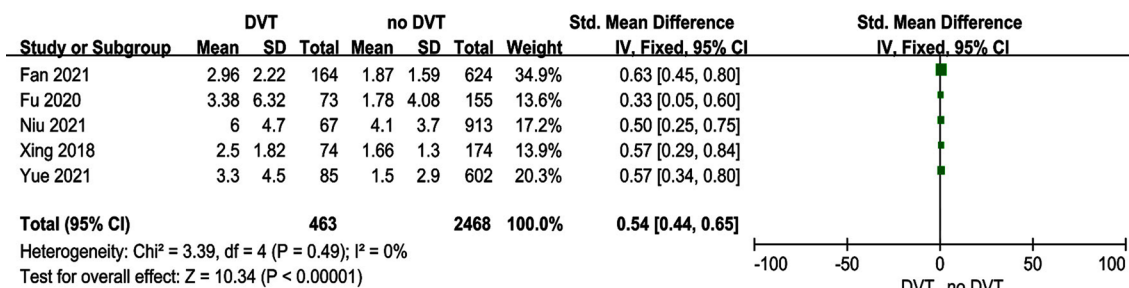 DVT no DVT Std. Mean Difference Std. Mean Difference
Study or Subgroup Mean SD Total Mean SD Total Weight IV, Fixed, 95% CI IV, Fixed, 95% CI
Fan 2021 2.96 2.22 164 1.87 1.59 624 34.9% 0.63 [0.45, 0.80]
Fu 2020 3.38 6.32 73 1.78 4.08 155 13.6% 0.33 [0.05, 0.60]
Niu 2021 6 4.7 67 4.1 3.7 913 17.2% 0.50 [0.25, 0.75]
Xing 2018 2.5 1.82 74 1.66 1.3 174 13.9% 0.57 [0.29, 0.84]
Yue 2021 3.3 4.5 85 1.5 2.9 602 20.3% 0.57 [0.34, 0.80]
Total (95% CI) 463 2468 100.0% 0.54 [0.44, 0.65]
Heterogeneity: Chi² = 3.39, df = 4 (P = 0.49); I² = 0%
Test for overall effect: Z = 10.34 (P < 0.00001)
-100 -50 0 50 100
DVT no DVT